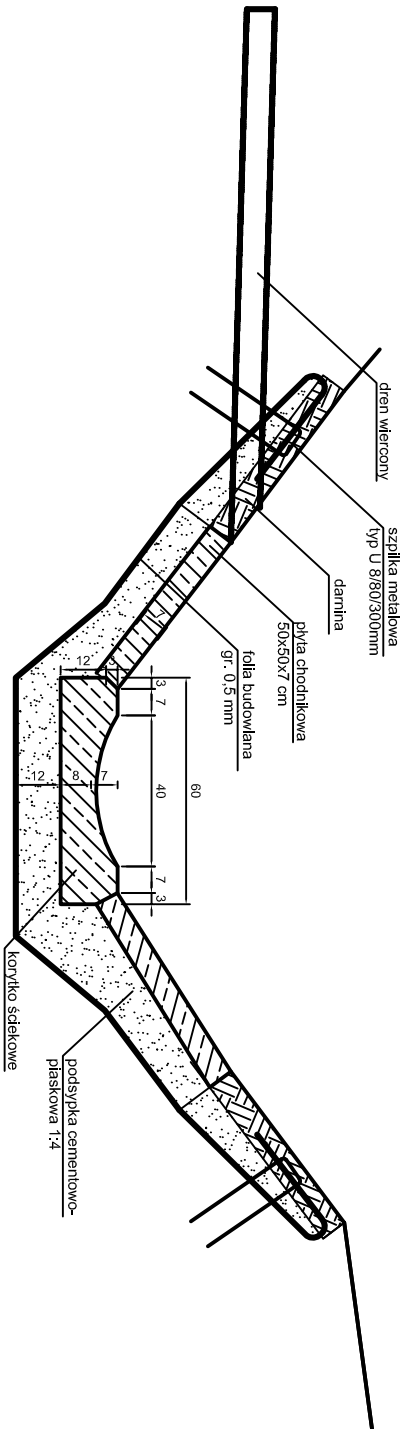 dren wiercony
szpilka metalowa
typ U 8/80/300mm
darnina
płyta chodnikowa
50x50x7 cm
folia budowlana
gr. 0,5 mm
60
3
7
40
7
3
12
3
7
12
8
7
korytko ściekowe
podsypka cementowo-
piaskowa 1:4